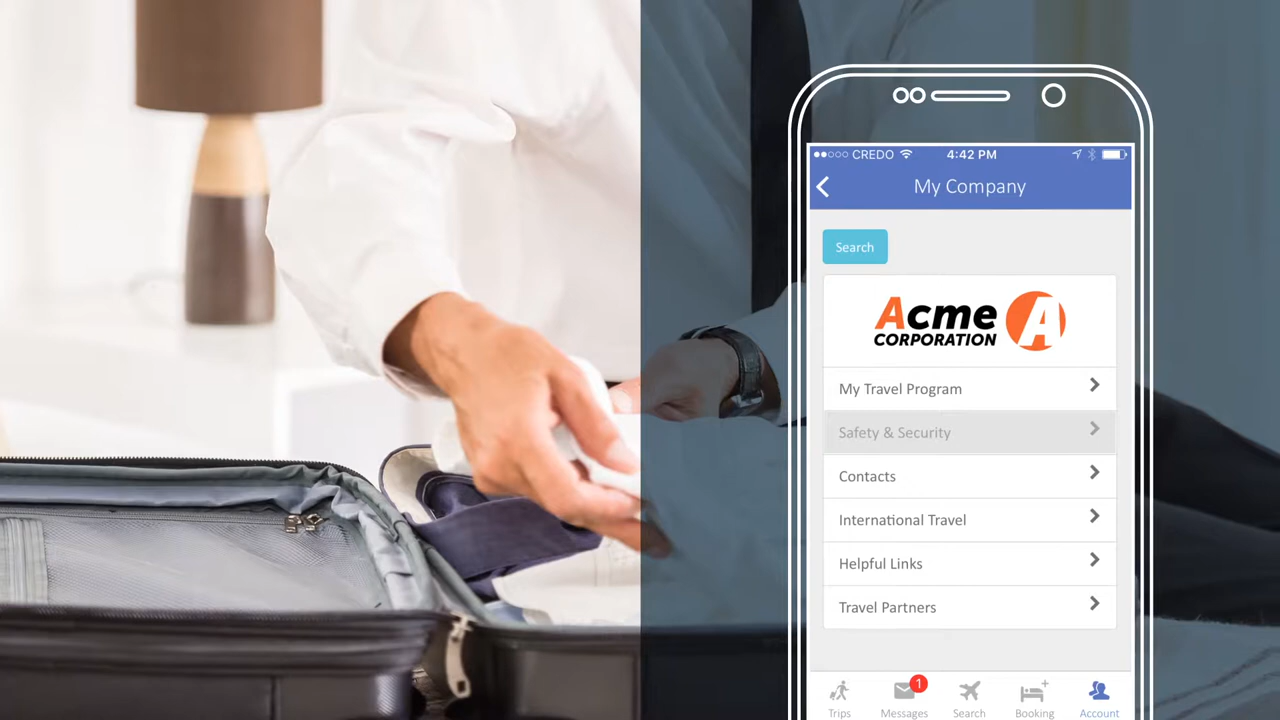 CREDO 4:42 PM
My Company
Search
Acme A
CORPORATION
My Travel Program
Safety & Security
Contacts
International Travel
Helpful Links
Travel Partners
1
Trips Messages Search Booking Account